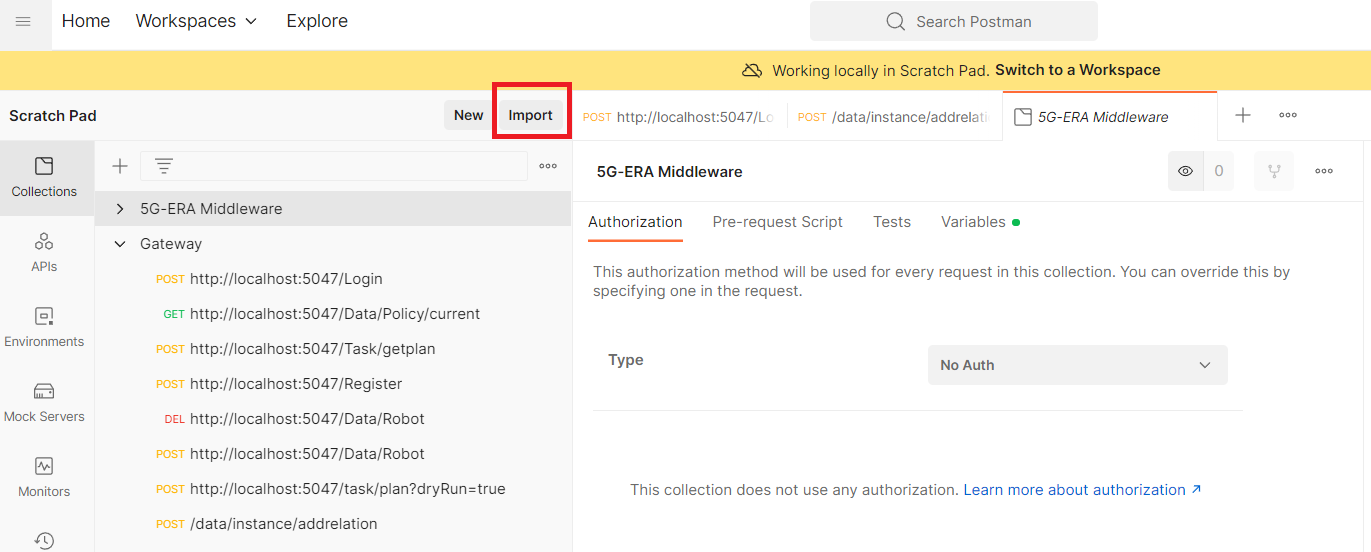 Home Workspaces Explore Search Postman
Working locally in Scratch Pad. Switch to a Workspace
Scratch Pad New Import
POST http://localhost:5047/Lo POST /data/instance/addrelati 5G-ERA Middleware
Collections
APIs
Environments
Mock Servers
Monitors
5G-ERA Middleware
Gateway
POST http://localhost:5047/Login
GET http://localhost:5047/Data/Policy/current
POST http://localhost:5047/Task/getplan
POST http://localhost:5047/Register
DEL http://localhost:5047/Data/Robot
POST http://localhost:5047/Data/Robot
POST http://localhost:5047/task/plan?dryRun=true
POST /data/instance/addrelation
5G-ERA Middleware 0
Authorization Pre-request Script Tests Variables
This authorization method will be used for every request in this collection. You can override this by
specifying one in the request.
Type No Auth
This collection does not use any authorization. Learn more about authorization ↗